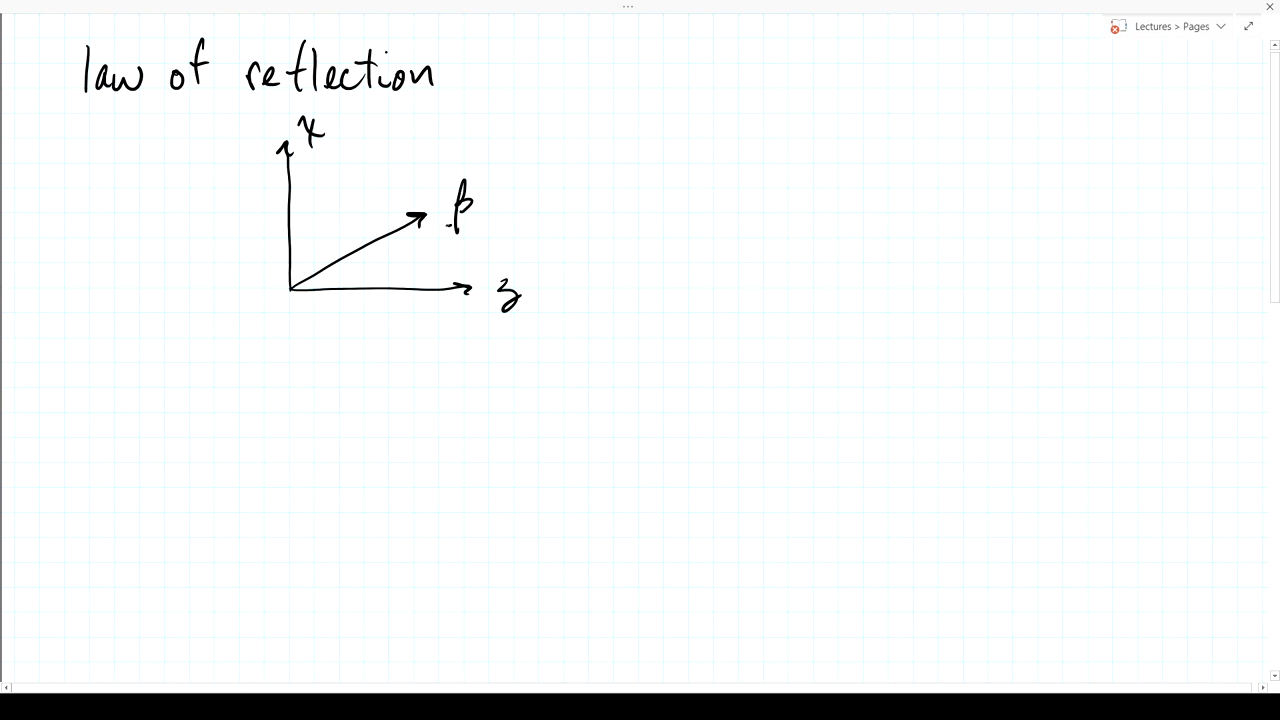 Lectures > Pages
law of reflection
x
β
z